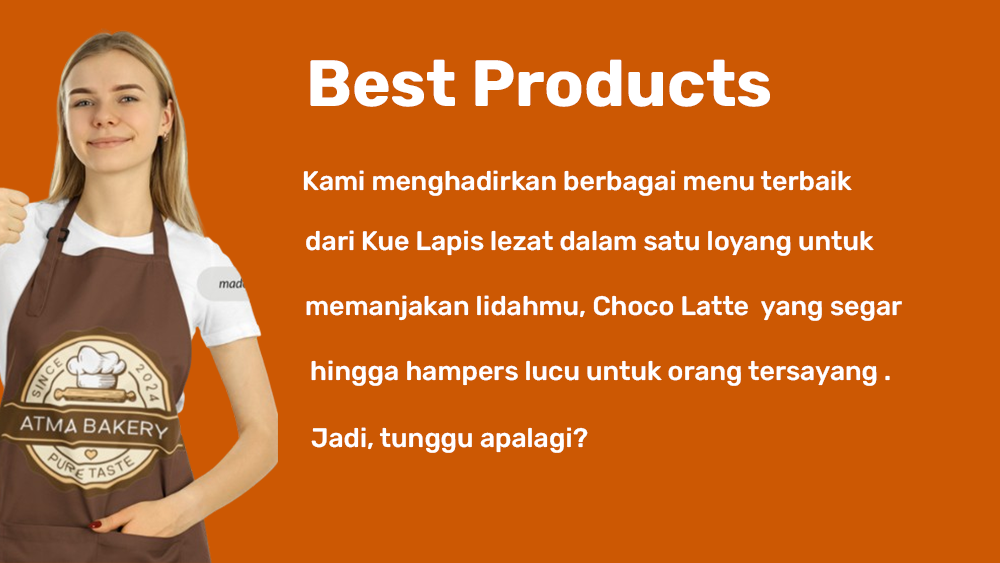 Best Products
Kami menghadirkan berbagai menu terbaik
dari Kue Lapis lezat dalam satu loyang untuk
memanjakan lidahmu, Choco Latte yang segar
hingga hampers lucu untuk orang tersayang .
Jadi, tunggu apalagi?
made
SINCE 2024
ATMA BAKERY
PURE TASTE